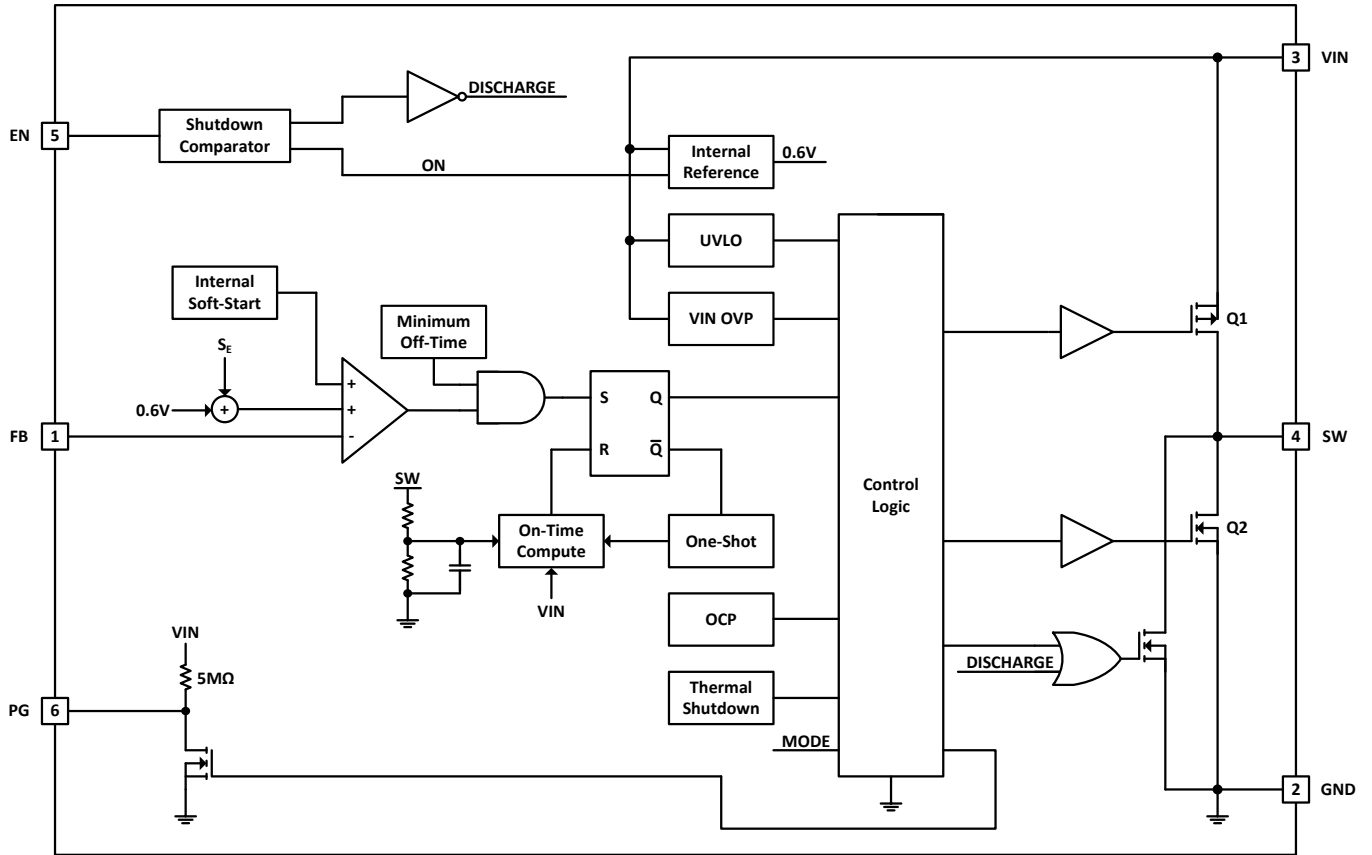 3 VIN
DISCHARGE
EN 5
Shutdown
Comparator
ON
Internal
Reference
0.6V
UVLO
Internal
Soft-Start
VIN OVP
Minimum
Off-Time
Q1
SE
+
0.6V
+
+
-
S Q
R Q̅
FB 1
4 SW
Control
Logic
SW
On-Time
Compute
One-Shot
Q2
VIN
OCP
VIN
5MΩ
DISCHARGE
Thermal
Shutdown
PG 6
MODE
2 GND